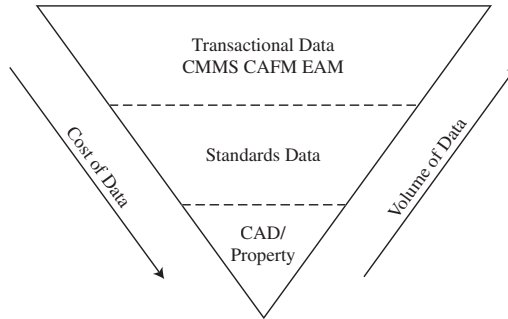 Transactional Data
CMMS CAFM EAM
Cost of Data
Standards Data
Volume of Data
CAD/
Property